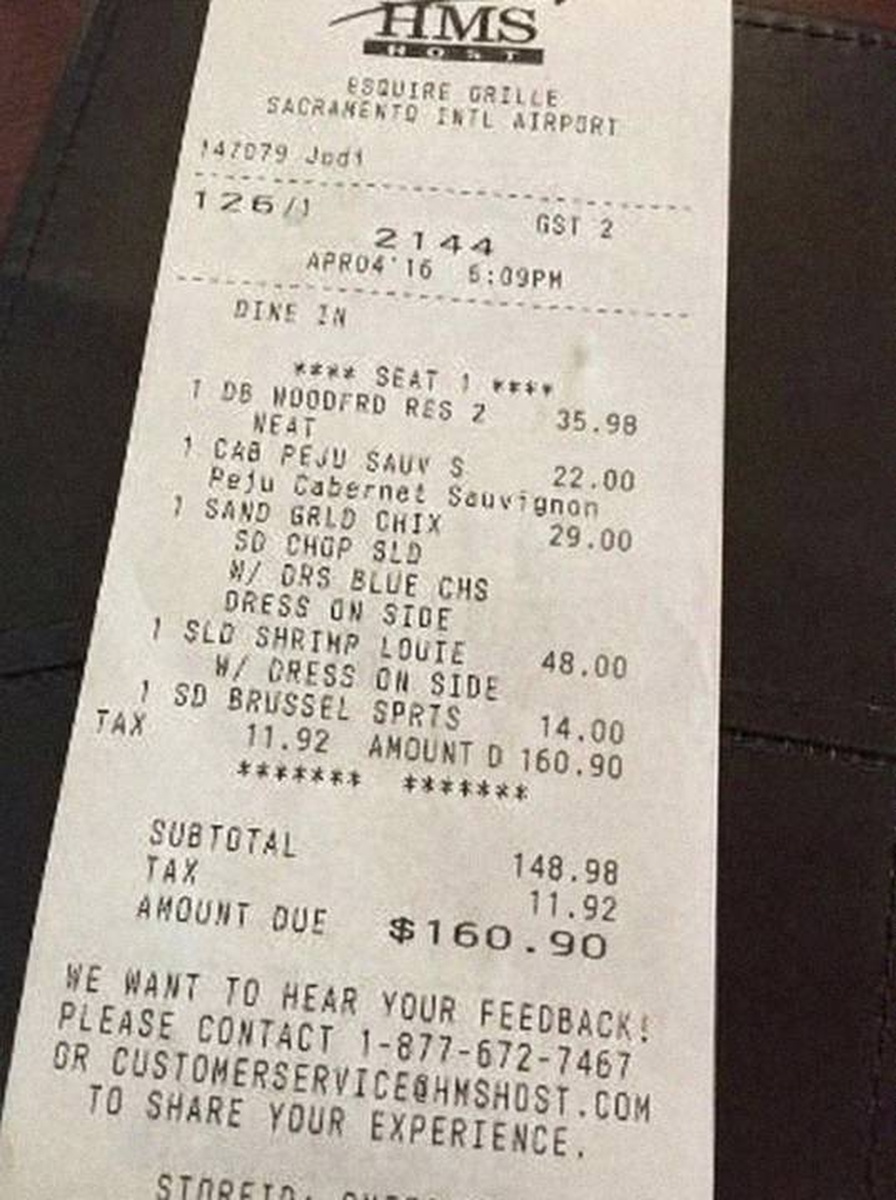 HMS
HOST
ESQUIRE GRILLE
SACRAMENTO INTL AIRPORT
147079 Jodi
126/1 GST 2
2144
APR04'16 6:09PM
DINE IN
**** SEAT 1 ****
1 DB WOODFRD RES 2 35.98
NEAT
1 CAB PEJU SAUV S 22.00
Peju Cabernet Sauvignon
1 SAND GRLD CHIX 29.00
SD CHOP SLD
W/ DRS BLUE CHS
DRESS ON SIDE
1 SLD SHRIMP LOUIE 48.00
W/ DRESS ON SIDE
1 SD BRUSSEL SPRTS 14.00
TAX 11.92 AMOUNT D 160.90
******* *******
SUBTOTAL 148.98
TAX 11.92
AMOUNT DUE $160.90
WE WANT TO HEAR YOUR FEEDBACK!
PLEASE CONTACT 1-877-672-7467
OR CUSTOMERSERVICE@HMSHOST.COM
TO SHARE YOUR EXPERIENCE.